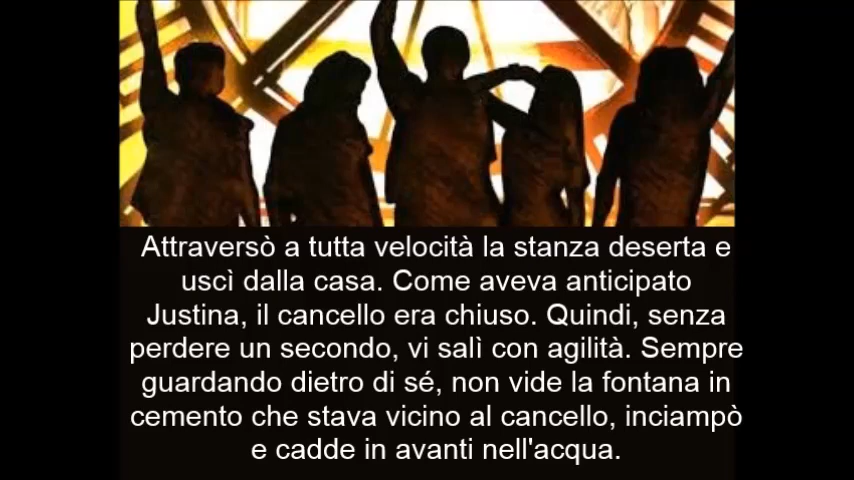 Attraversò a tutta velocità la stanza deserta e
uscì dalla casa. Come aveva anticipato
Justina, il cancello era chiuso. Quindi, senza
perdere un secondo, vi salì con agilità. Sempre
guardando dietro di sé, non vide la fontana in
cemento che stava vicino al cancello, inciampò
e cadde in avanti nell'acqua.